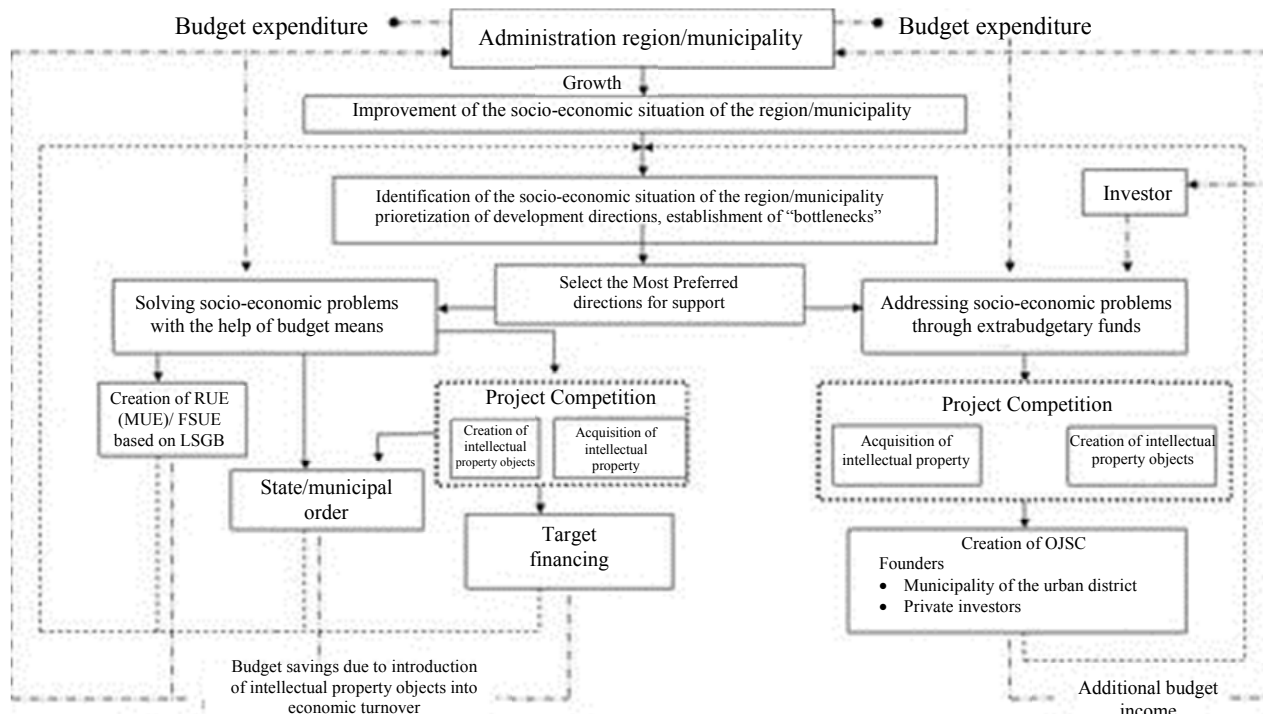 Budget expenditure
Administration region/municipality
Budget expenditure
Growth
Improvement of the socio-economic situation of the region/municipality
Identification of the socio-economic situation of the region/municipality
prioretization of development directions, establishment of “bottlenecks”
Investor
Select the Most Preferred
directions for support
Solving socio-economic problems
with the help of budget means
Addressing socio-economic problems
through extrabudgetary funds
Creation of RUE
(MUE)/ FSUE
based on LSGB
Project Competition
Creation of
intellectual
property objects
Acquisition of
intellectual
property
State/municipal
order
Target
financing
Project Competition
Acquisition of
intellectual property
Creation of intellectual
property objects
Creation of OJSC
Founders
• Municipality of the urban district
• Private investors
Budget savings due to introduction
of intellectual property objects into
economic turnover
Additional budget
income